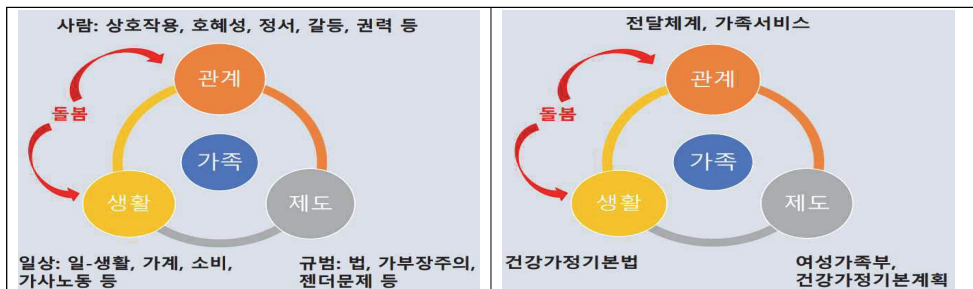 사람: 상호작용, 호혜성, 정서, 갈등, 권력 등
관계
돌봄
가족
생활
제도
일상: 일-생활, 가계, 소비,
가사노동 등
규범: 법, 가부장주의,
젠더문제 등
전달체계, 가족서비스
관계
돌봄
가족
생활
제도
건강가정기본법
여성가족부,
건강가정기본계획